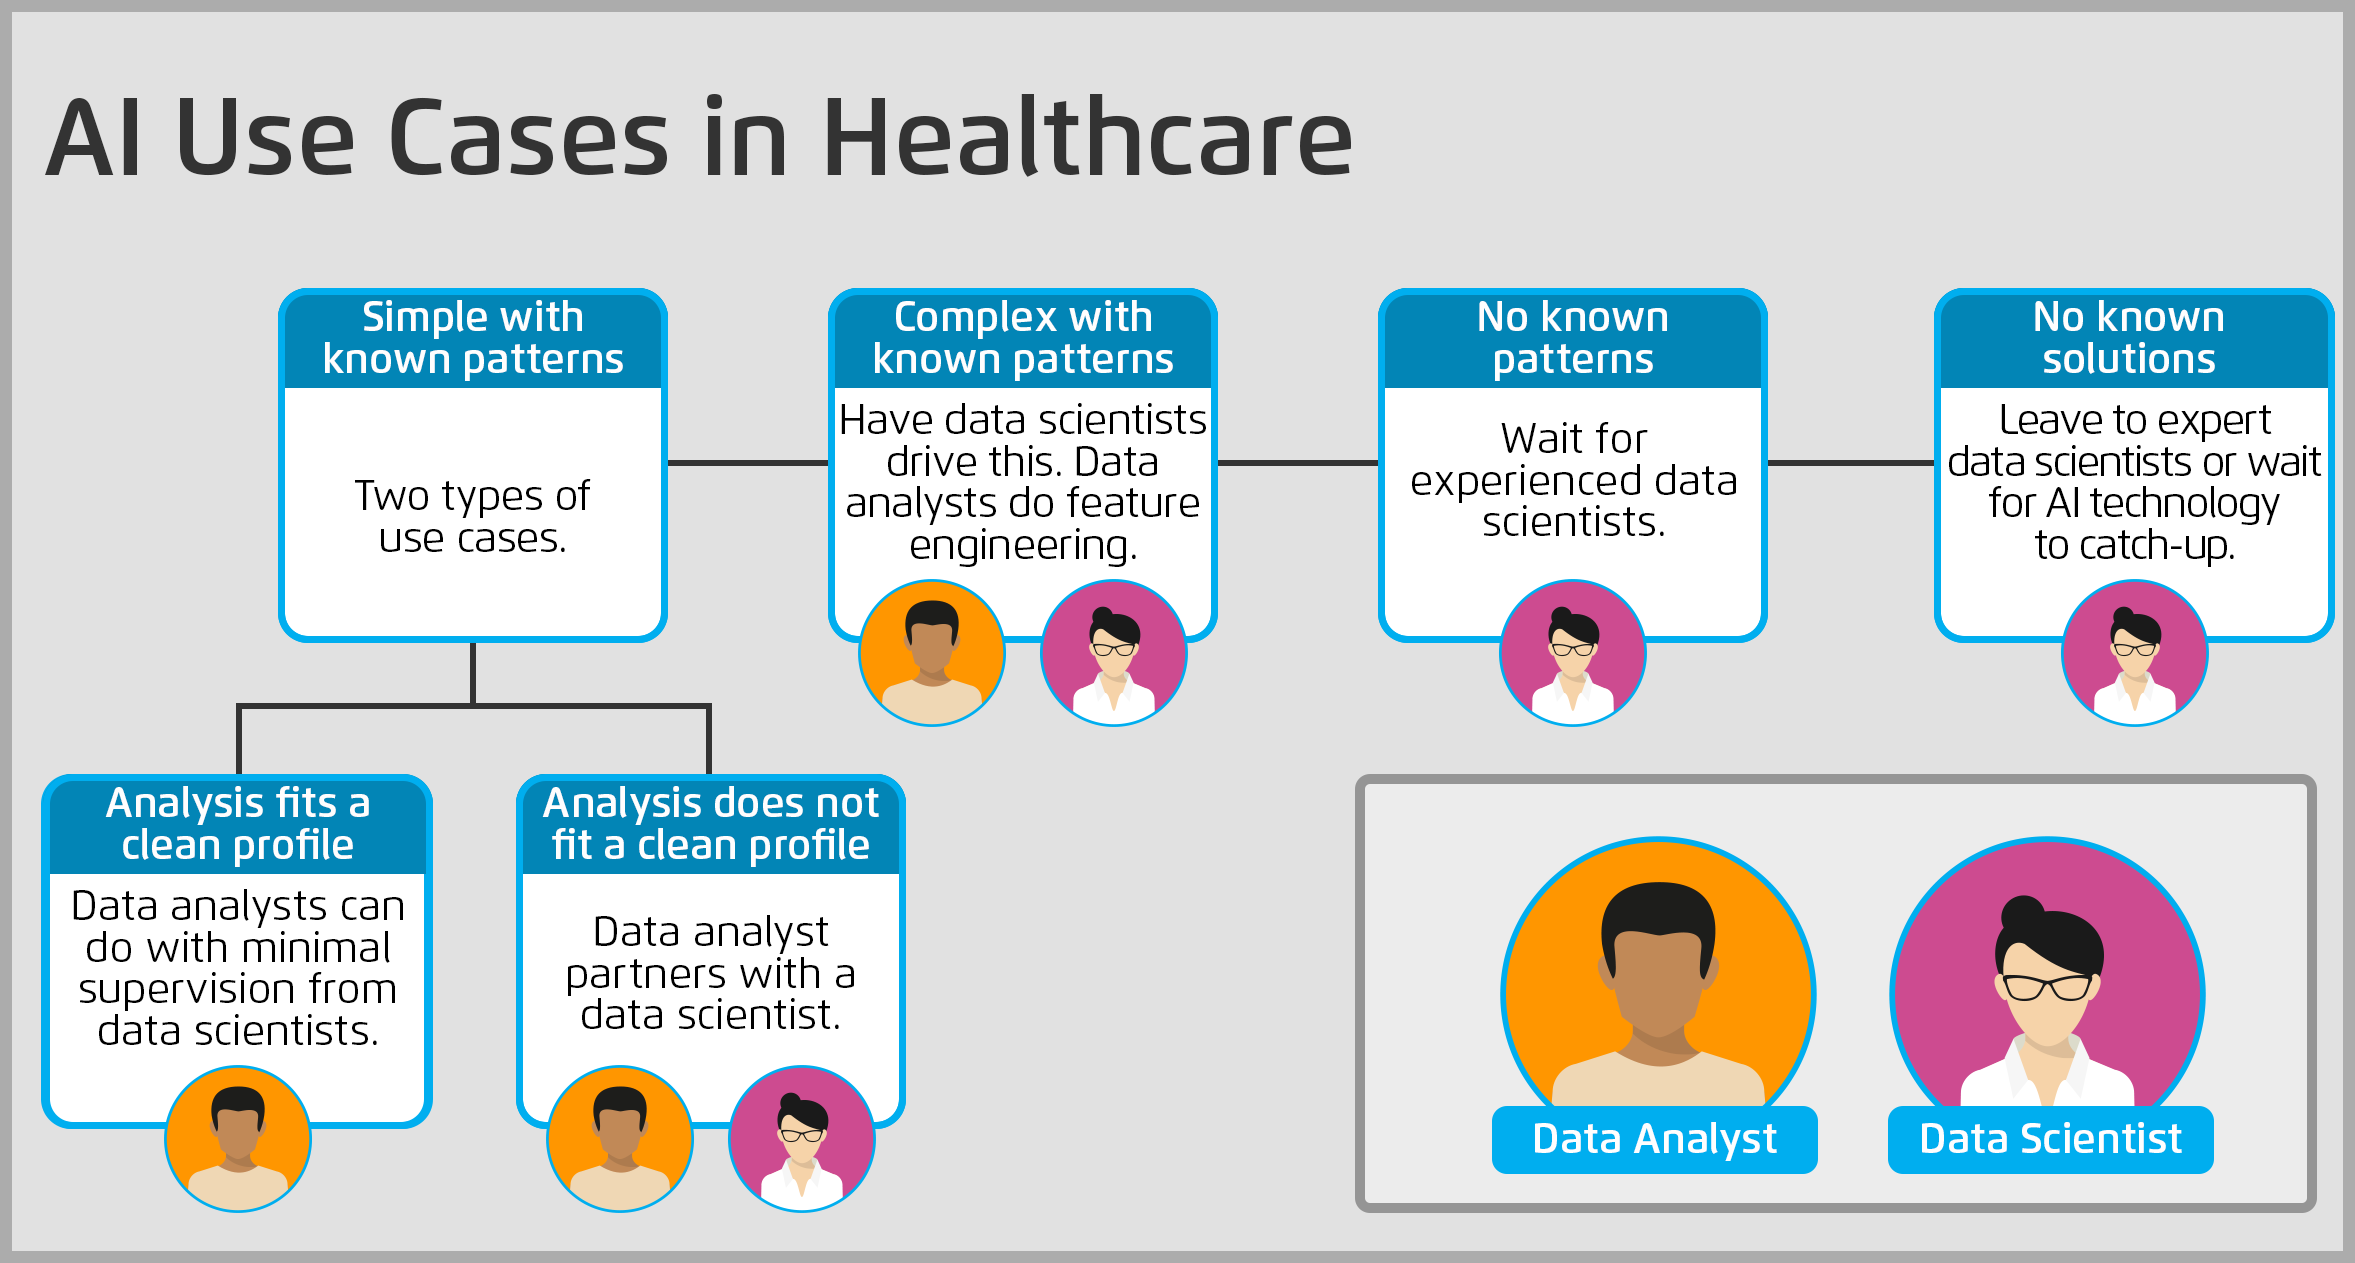 AI Use Cases in Healthcare
Simple with
known patterns
Two types of
use cases.
Complex with
known patterns
Have data scientists
drive this. Data
analysts do feature
engineering.
No known
patterns
Wait for
experienced data
scientists.
No known
solutions
Leave to expert
data scientists or wait
for AI technology
to catch-up.
Analysis fits a
clean profile
Data analysts can
do with minimal
supervision from
data scientists.
Analysis does not
fit a clean profile
Data analyst
partners with a
data scientist.
Data Analyst
Data Scientist